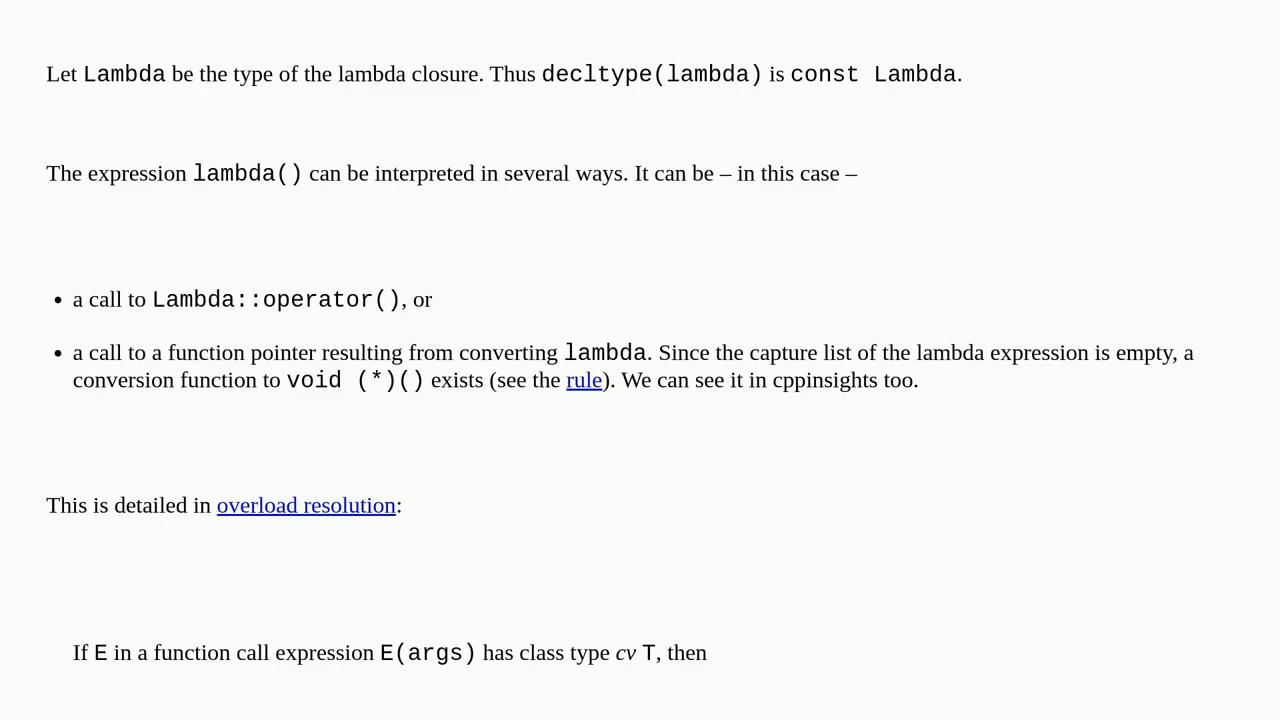 Let Lambda be the type of the lambda closure. Thus decltype(lambda) is const Lambda.
The expression lambda() can be interpreted in several ways. It can be – in this case –
• a call to Lambda::operator(), or
• a call to a function pointer resulting from converting lambda. Since the capture list of the lambda expression is empty, a
conversion function to void (*)() exists (see the rule). We can see it in cppinsights too.
This is detailed in overload resolution:
If E in a function call expression E(args) has class type cv T, then